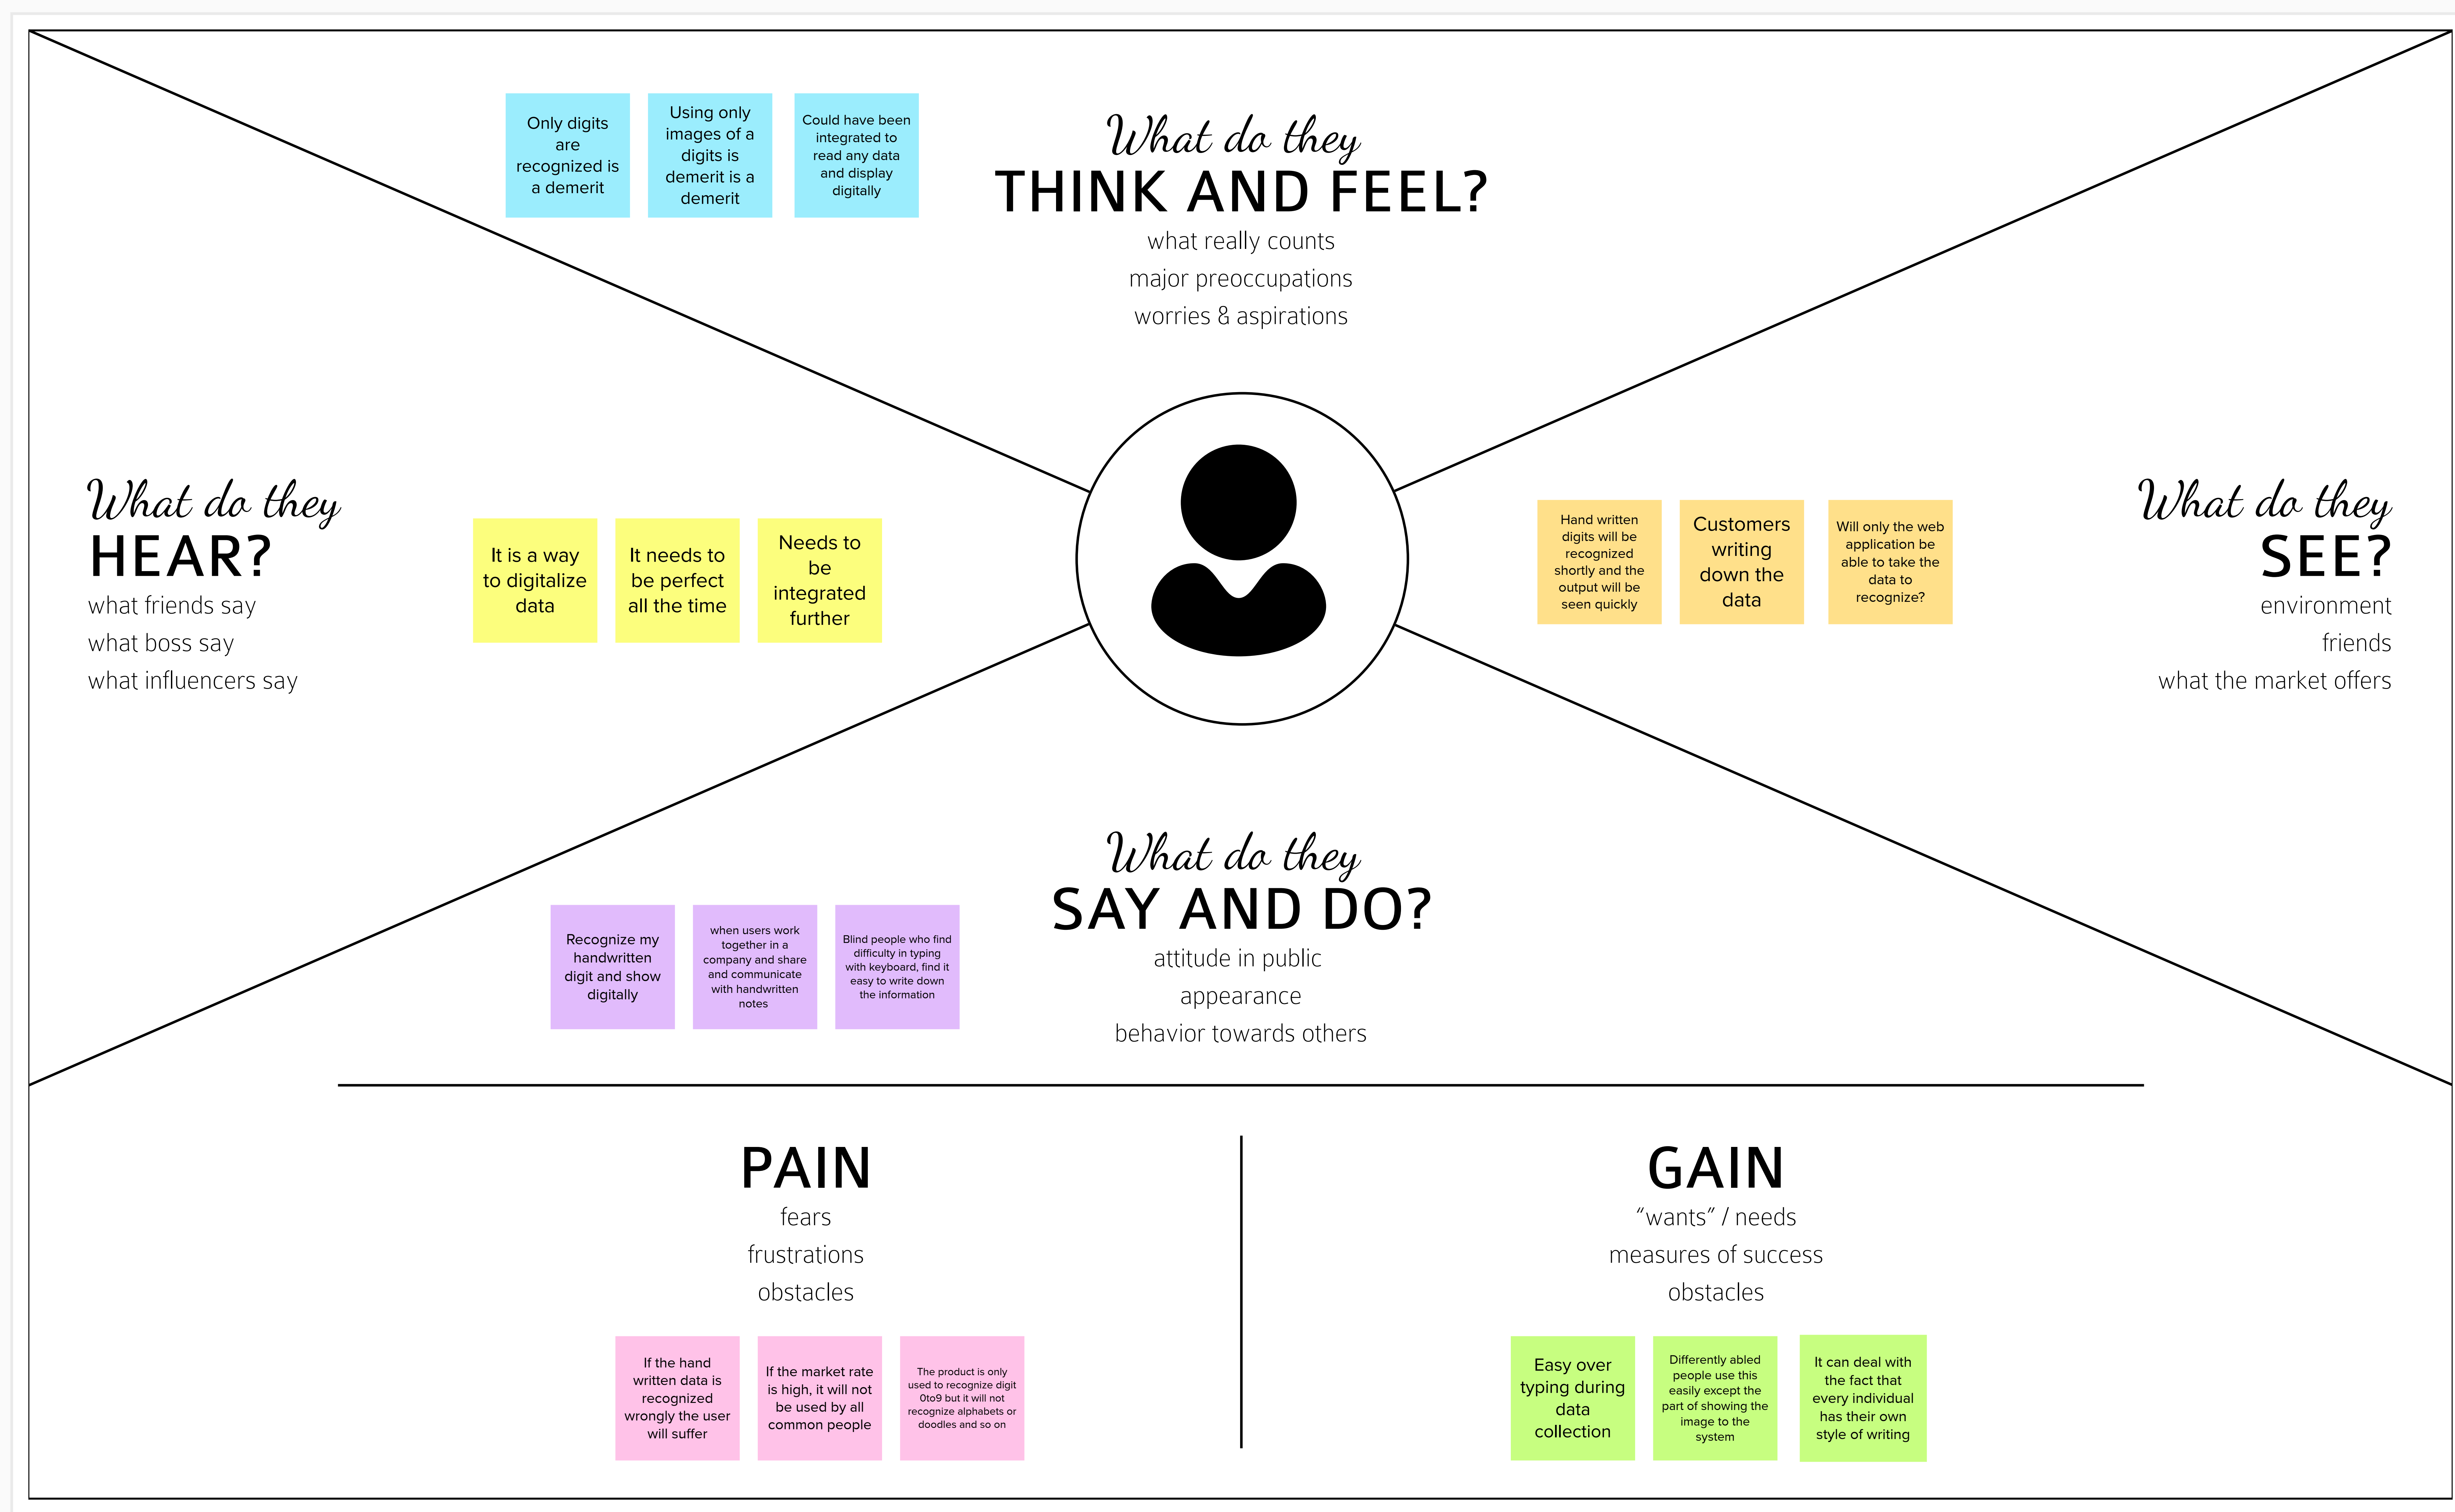 Only digits
are
recognized is
a demerit
Using only
images of a
digits is
demerit is a
demerit
Could have been
integrated to
read any data
and display
digitally
What do they
THINK AND FEEL?
what really counts
major preoccupations
worries & aspirations
What do they
HEAR?
what friends say
what boss say
what influencers say
It is a way
to digitalize
data
It needs to
be perfect
all the time
Needs to
be
integrated
further
Hand written
digits will be
recognized
shortly and the
output will be
seen quickly
Customers
writing
down the
data
Will only the web
application be
able to take the
data to
recognize?
What do they
SEE?
environment
friends
what the market offers
What do they
SAY AND DO?
attitude in public
appearance
behavior towards others
Recognize my
handwritten
digit and show
digitally
when users work
together in a
company and share
and communicate
with handwritten
notes
Blind people who find
difficulty in typing
with keyboard, find it
easy to write down
the information
PAIN
fears
frustrations
obstacles
If the hand
written data is
recognized
wrongly the user
will suffer
If the market rate
is high, it will not
be used by all
common people
The product is only
used to recognize digit
0to9 but it will not
recognize alphabets or
doodles and so on
GAIN
“wants” / needs
measures of success
obstacles
Easy over
typing during
data
collection
Differently abled
people use this
easily except the
part of showing the
image to the
system
It can deal with
the fact that
every individual
has their own
style of writing